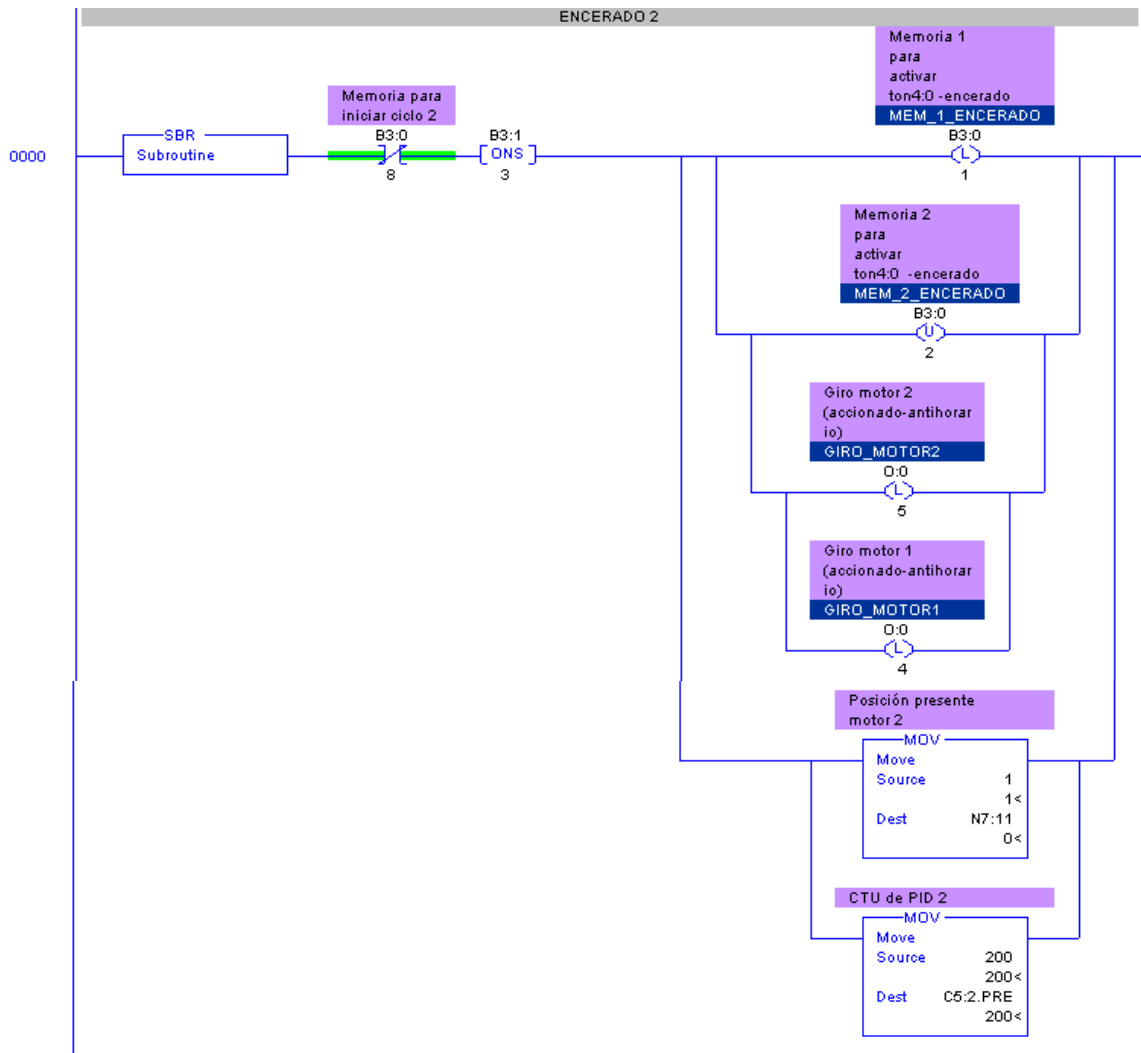 ENCERADO 2
Memoria 1
para
activar
ton4:0 -encerado
MEM_1_ENCERADO
B3:0
L
1
Memoria para
iniciar ciclo 2
B3:0
8
B3:1
ONS
3
SBR
Subroutine
0000
Memoria 2
para
activar
ton4:0 -encerado
MEM_2_ENCERADO
B3:0
U
2
Giro motor 2
(accionado-antihorar
io)
GIRO_MOTOR2
O:0
L
5
Giro motor 1
(accionado-antihorar
io)
GIRO_MOTOR1
O:0
L
4
Posición presente
motor 2
MOV
Move
Source 1
1<
Dest N7:11
0<
CTU de PID 2
MOV
Move
Source 200
200<
Dest C5:2.PRE
200<